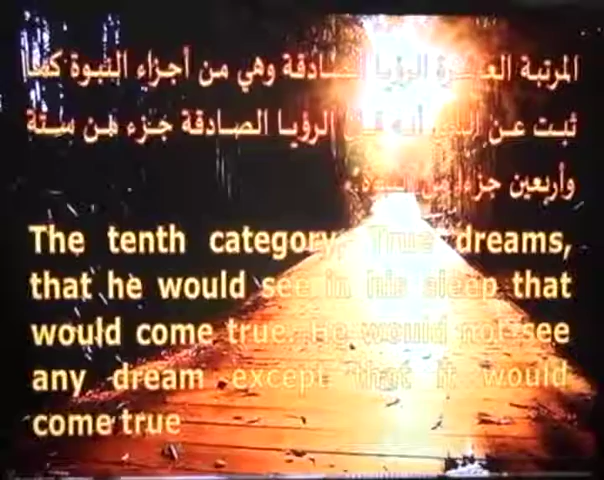 المرتبة العاشرة الرؤيا الصادقة وهي من أجزاء النبوة كما
ثبت عن النبي أنه قال الرؤيا الصادقة جزء من ستة
وأربعين جزءا من النبوة.
The tenth category, True dreams,
that he would see in his sleep that
would come true. He would not see
any dream except that it would
come true